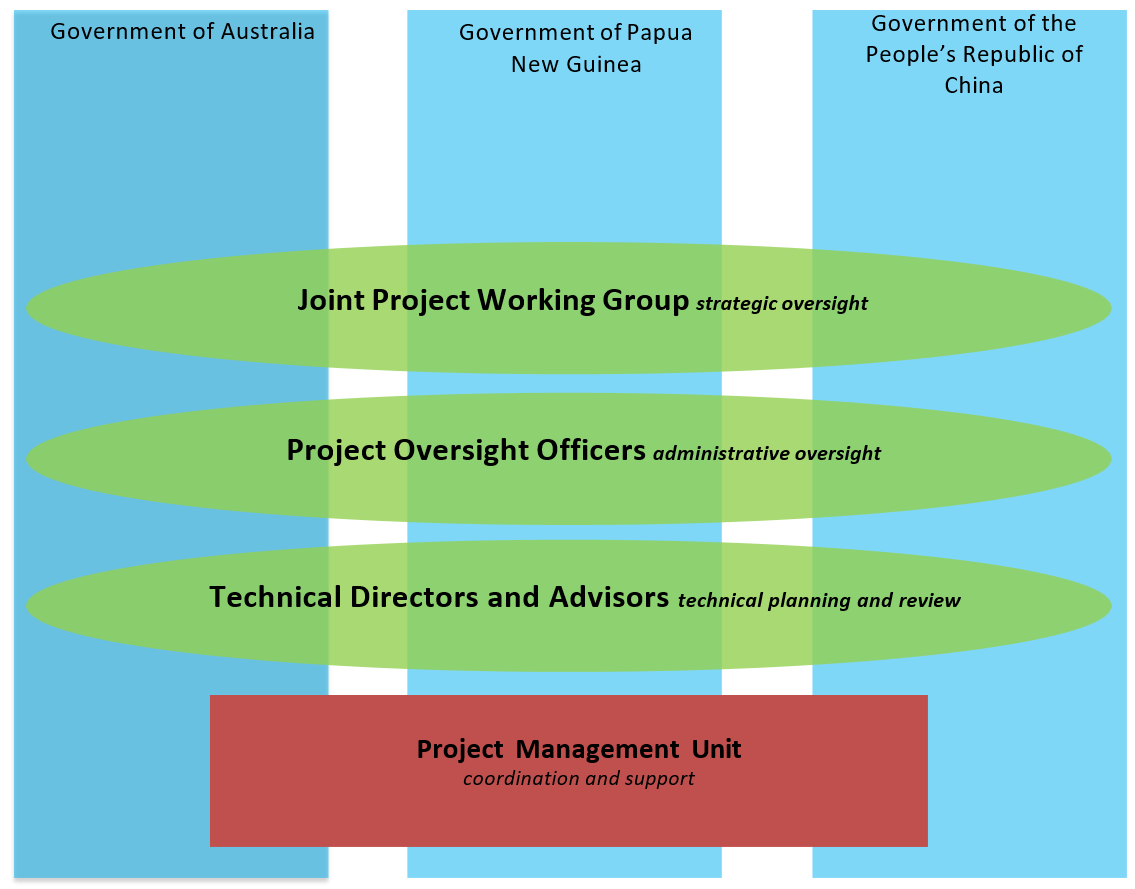 Government of Australia
Government of Papua
New Guinea
Government of the
People’s Republic of
China
Joint Project Working Group strategic oversight
Project Oversight Officers administrative oversight
Technical Directors and Advisors technical planning and review
Project Management Unit
coordination and support